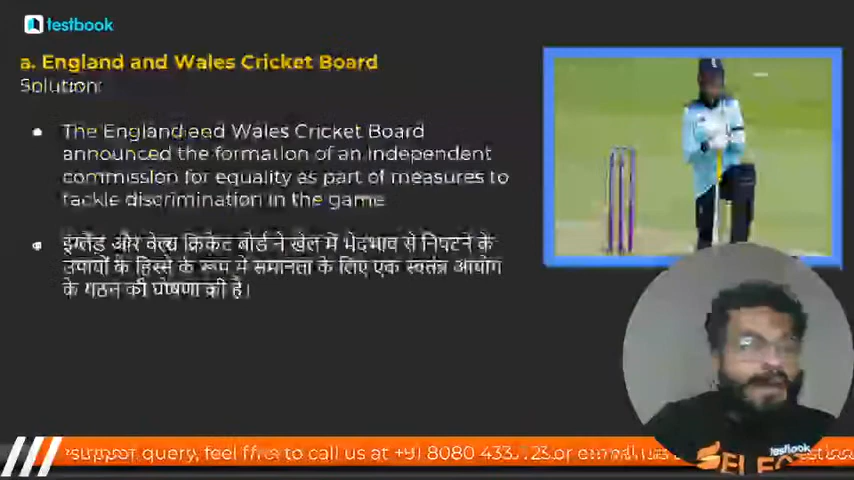 testbook
a. England and Wales Cricket Board
Solution:
The England and Wales Cricket Board
announced the formation of an independent
commission for equality as part of measures to
tackle discrimination in the game.
इंग्लैंड और वेल्स क्रिकेट बोर्ड ने खेल में भेदभाव से निपटने के
उपायों के हिस्से के रूप में समानता के लिए एक स्वतंत्र आयोग
के गठन की घोषणा की है।
support query, feel to call us at +91 8080 or
testbook